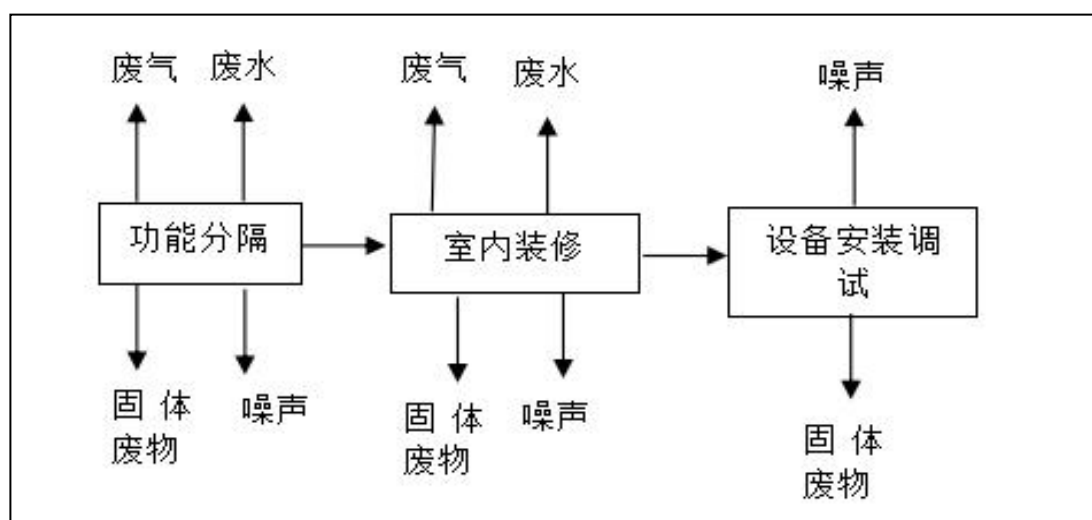 废气 废水 废气 废水 噪声
功能分隔 室内装修 设备安装调
试
固 体 噪声 固 体 噪声 固 体
废物 废物 废物